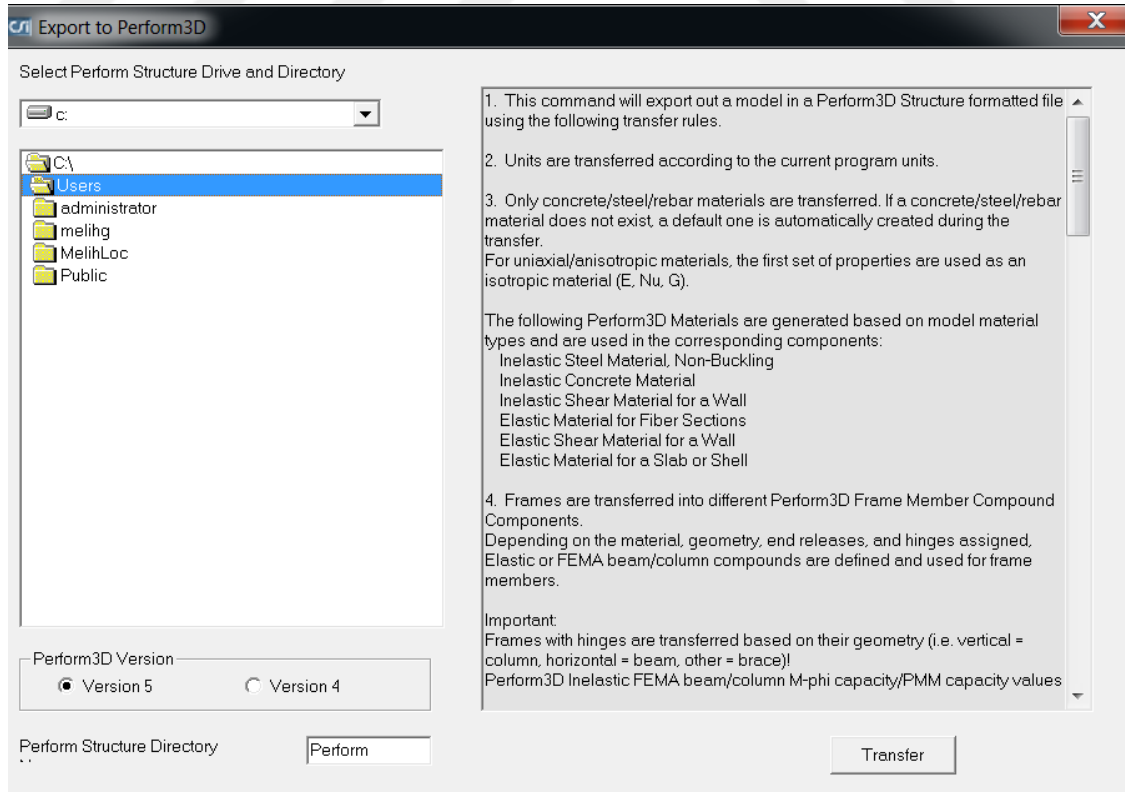 CSI Export to Perform3D
X
Select Perform Structure Drive and Directory
c:
C:\
Users
administrator
melihg
MelihLoc
Public
Perform3D Version
Version 5 Version 4
Perform Structure Directory
Perform
1. This command will export out a model in a Perform3D Structure formatted file
using the following transfer rules.
2. Units are transferred according to the current program units.
3. Only concrete/steel/rebar materials are transferred. If a concrete/steel/rebar
material does not exist, a default one is automatically created during the
transfer.
For uniaxial/anisotropic materials, the first set of properties are used as an
isotropic material (E, Nu, G).
The following Perform3D Materials are generated based on model material
types and are used in the corresponding components:
Inelastic Steel Material, Non-Buckling
Inelastic Concrete Material
Inelastic Shear Material for a Wall
Elastic Material for Fiber Sections
Elastic Shear Material for a Wall
Elastic Material for a Slab or Shell
4. Frames are transferred into different Perform3D Frame Member Compound
Components.
Depending on the material, geometry, end releases, and hinges assigned,
Elastic or FEMA beam/column compounds are defined and used for frame
members.
Important:
Frames with hinges are transferred based on their geometry (i.e. vertical =
column, horizontal = beam, other = brace)!
Perform3D Inelastic FEMA beam/column M-phi capacity/PMM capacity values
Transfer